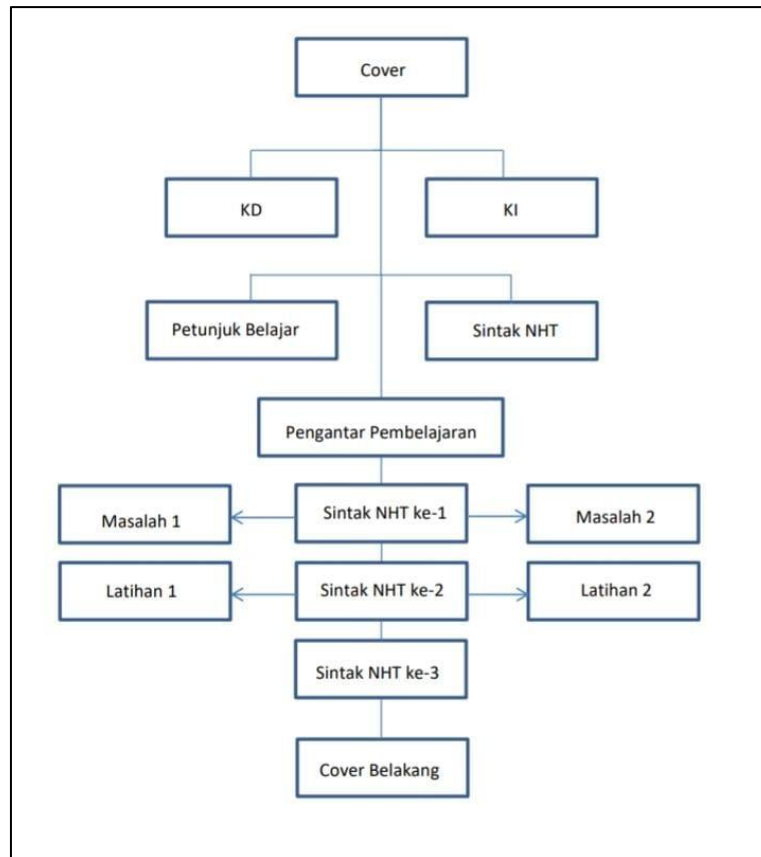 Cover
KD
KI
Petunjuk Belajar
Sintak NHT
Pengantar Pembelajaran
Masalah 1
Sintak NHT ke-1
Masalah 2
Latihan 1
Sintak NHT ke-2
Latihan 2
Sintak NHT ke-3
Cover Belakang